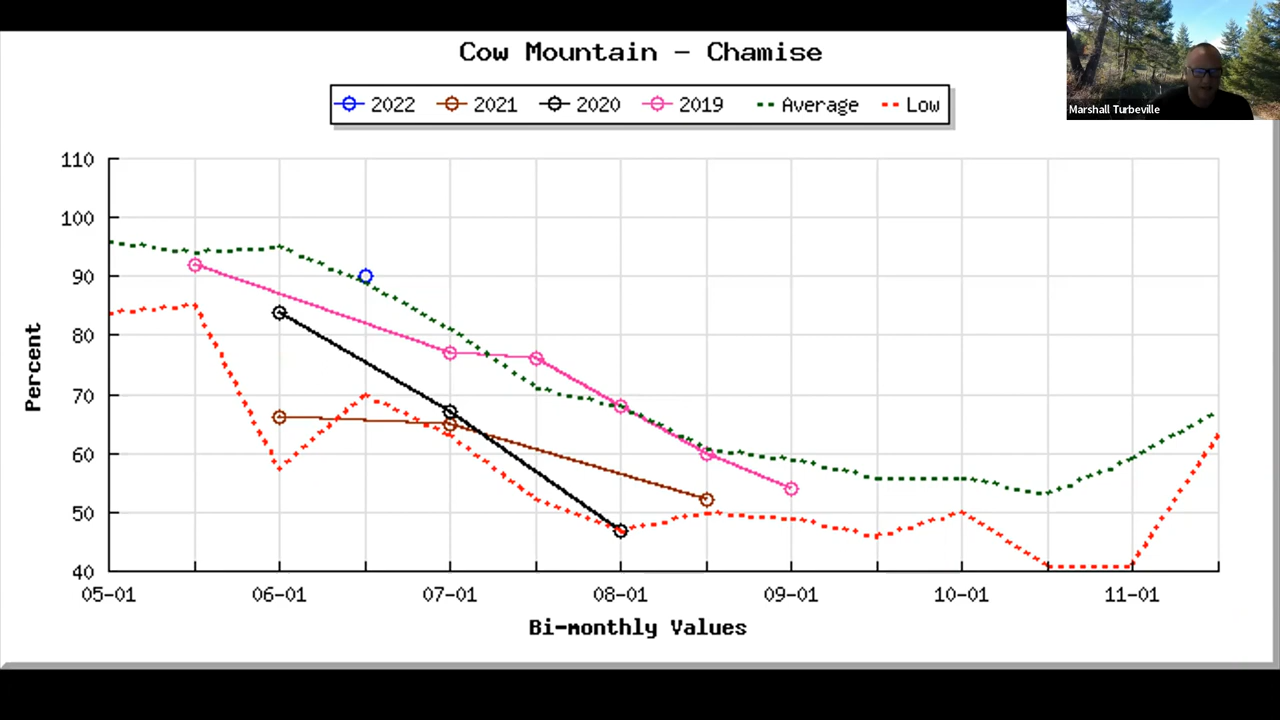 Cow Mountain - Chamise
Marshall Turbeville
2022 2021 2020 2019 Average Low
110
100
90
80
70
60
50
40
Percent
05-01 06-01 07-01 08-01 09-01 10-01 11-01
Bi-monthly Values